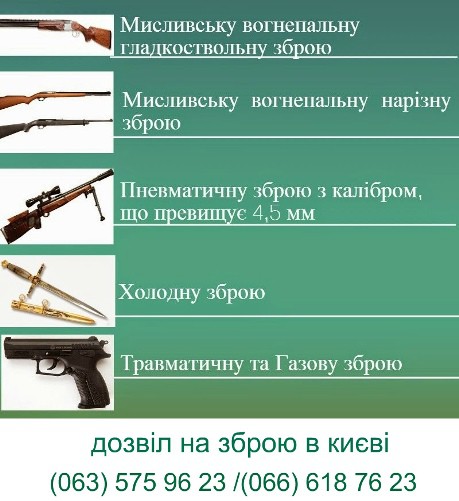 Мисливську вогнепальну
гладкоствольну зброю
Мисливську вогнепальну нарізну
зброю
Пневматичну зброю з калібром,
що превищує 4,5 мм
Холодну зброю
Травматичну та Газову зброю
дозвіл на зброю в києві
(063) 575 96 23 /(066) 618 76 23